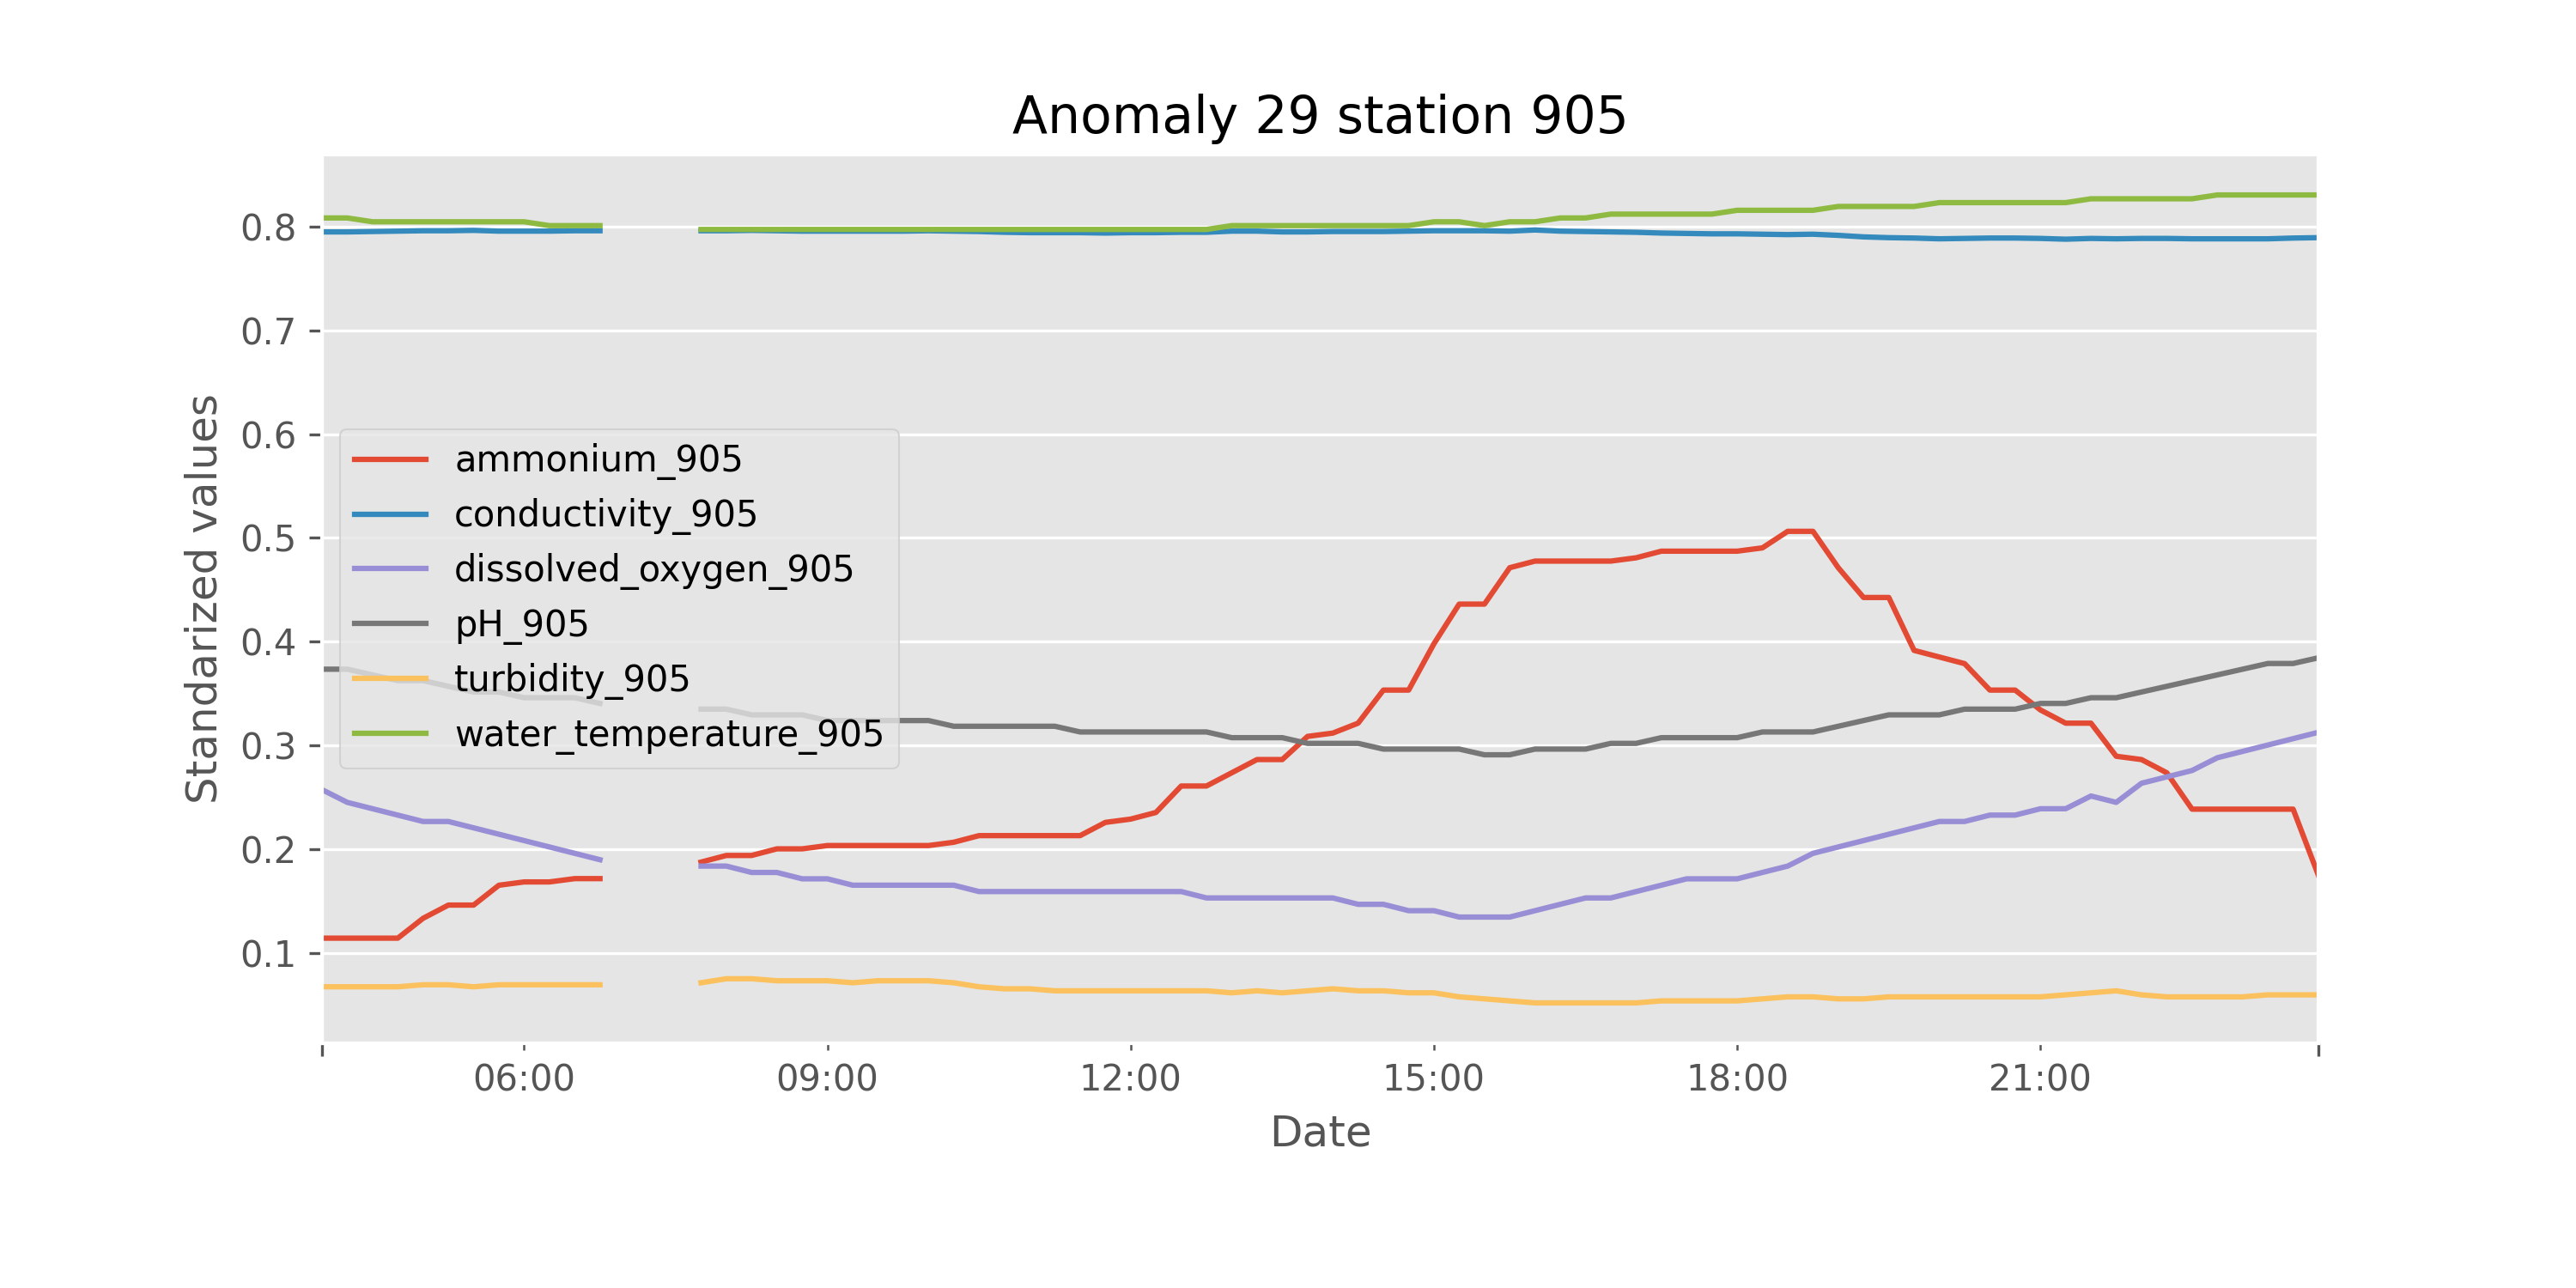 Anomaly 29 station 905
Standarized values
0.8
0.7
0.6
0.5
0.4
0.3
0.2
0.1
ammonium_905
conductivity_905
dissolved_oxygen_905
pH_905
turbidity_905
water_temperature_905
06:00 09:00 12:00 15:00 18:00 21:00
Date